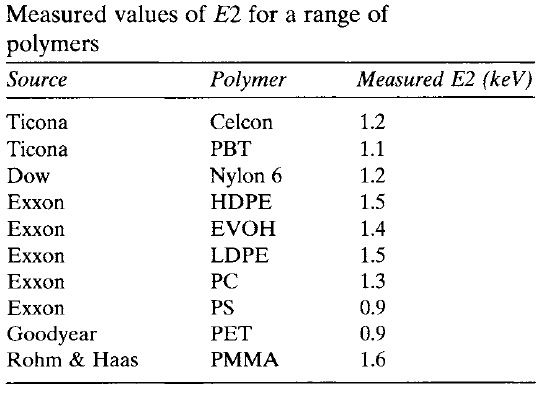 Measured values of E2 for a range of
polymers
Source Polymer Measured E2 (keV)
Ticona Celcon 1.2
Ticona PBT 1.1
Dow Nylon 6 1.2
Exxon HDPE 1.5
Exxon EVOH 1.4
Exxon LDPE 1.5
Exxon PC 1.3
Exxon PS 0.9
Goodyear PET 0.9
Rohm & Haas PMMA 1.6